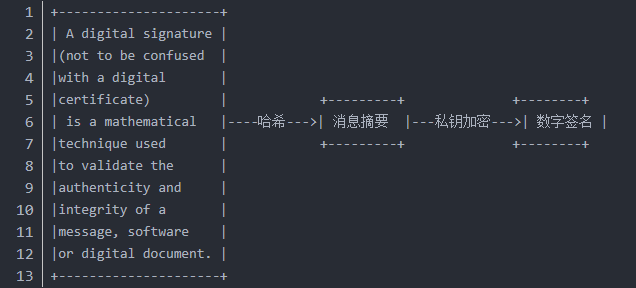 1 +---------------------+
2 | A digital signature |
3 |(not to be confused  |
4 |with a digital       |
5 |certificate)         |            +---------+              +--------+
6 | is a mathematical   |----哈希--->| 消息摘要  |---私钥加密--->| 数字签名 |
7 |technique used       |            +---------+              +--------+
8 |to validate the      |
9 |authenticity and     |
10 |integrity of a       |
11 |message, software    |
12 |or digital document. |
13 +---------------------+